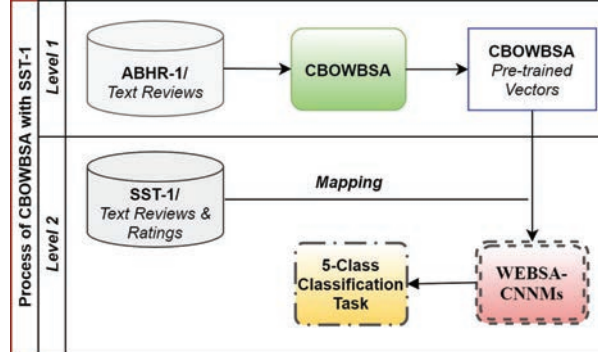 Process of CBOWBSA with SST-1
Level 1
ABHR-1/
Text Reviews
CBOWBSA
CBOWBSA
Pre-trained
Vectors
Level 2
SST-1/
Text Reviews &
Ratings
Mapping
5-Class
Classification
Task
WEBSA-
CNNMs